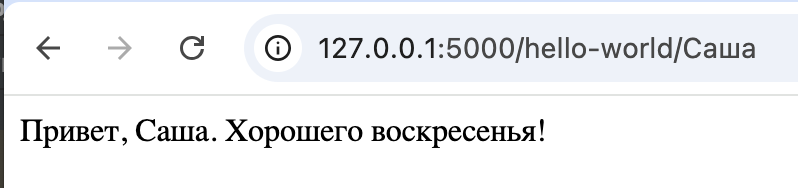 127.0.0.1:5000/hello-world/Саша
Привет, Саша. Хорошего воскресенья!